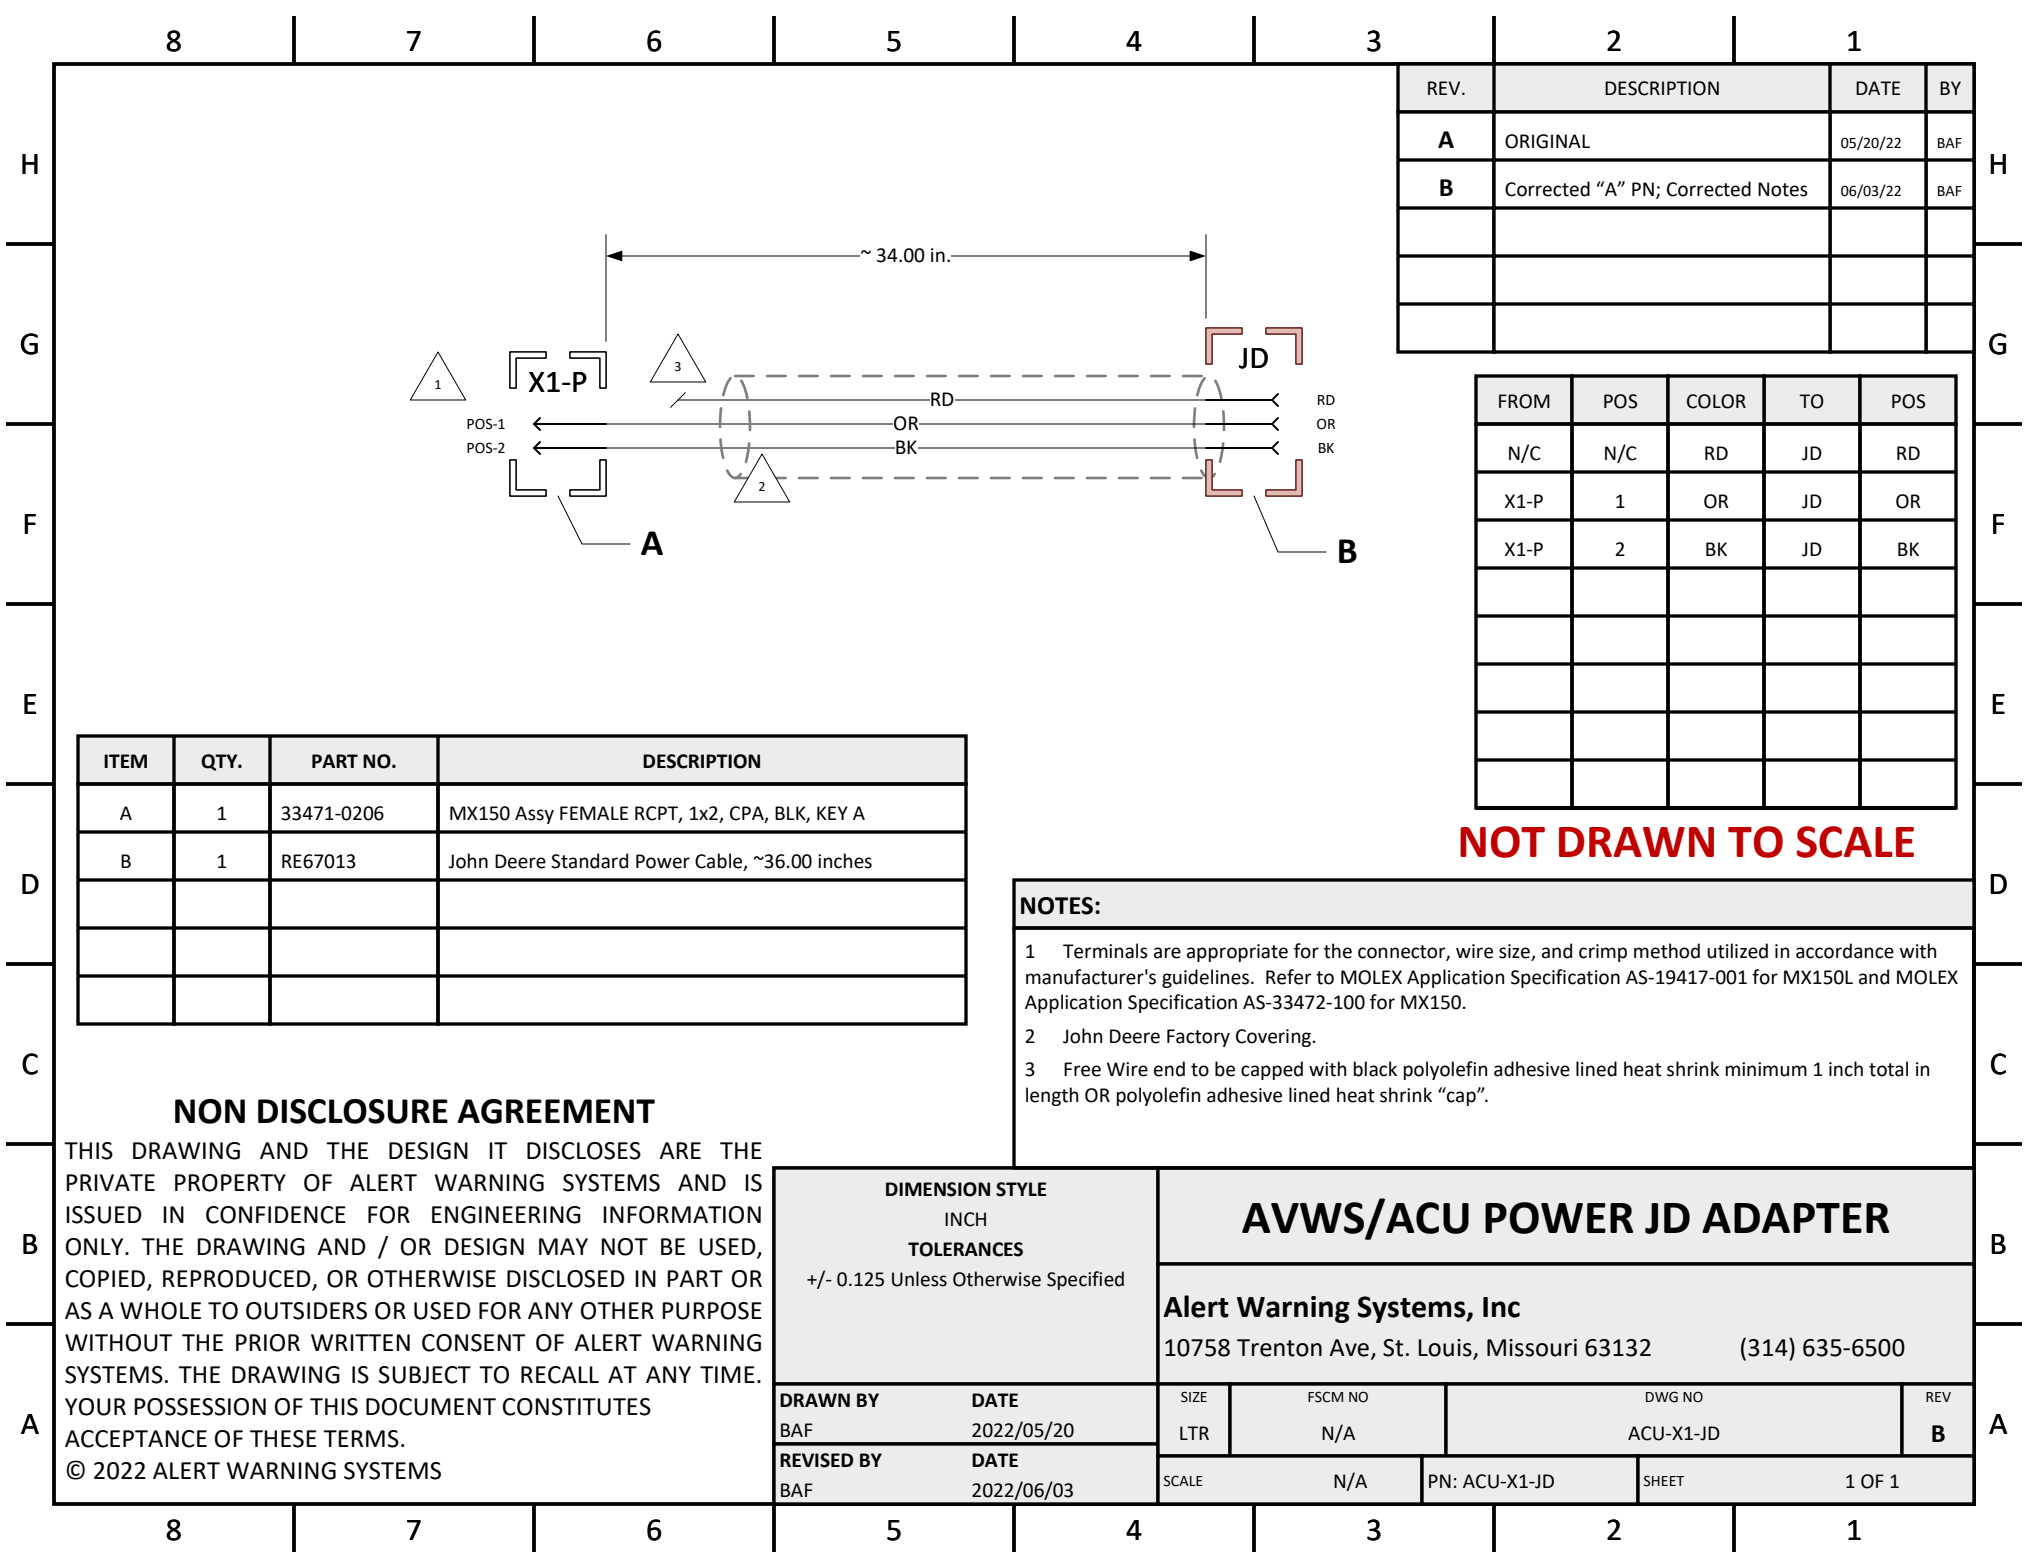 8 7 6 5 4 3 2 1
H
G
F
E
D
C
B
A
REV. DESCRIPTION DATE BY
A ORIGINAL 05/20/22 BAF
B Corrected “A” PN; Corrected Notes 06/03/22 BAF
~ 34.00 in.
1
X1-P
3
JD
POS-1
POS-2
RD
OR
BK
RD
OR
BK
2
A
B
FROM POS COLOR TO POS
N/C N/C RD JD RD
X1-P 1 OR JD OR
X1-P 2 BK JD BK
ITEM QTY. PART NO. DESCRIPTION
A 1 33471-0206 MX150 Assy FEMALE RCPT, 1x2, CPA, BLK, KEY A
B 1 RE67013 John Deere Standard Power Cable, ~36.00 inches
NOT DRAWN TO SCALE
NOTES:
1 Terminals are appropriate for the connector, wire size, and crimp method utilized in accordance with
manufacturer's guidelines. Refer to MOLEX Application Specification AS-19417-001 for MX150L and MOLEX
Application Specification AS-33472-100 for MX150.
2 John Deere Factory Covering.
3 Free Wire end to be capped with black polyolefin adhesive lined heat shrink minimum 1 inch total in
length OR polyolefin adhesive lined heat shrink “cap”.
NON DISCLOSURE AGREEMENT
THIS DRAWING AND THE DESIGN IT DISCLOSES ARE THE
PRIVATE PROPERTY OF ALERT WARNING SYSTEMS AND IS
ISSUED IN CONFIDENCE FOR ENGINEERING INFORMATION
ONLY. THE DRAWING AND / OR DESIGN MAY NOT BE USED,
COPIED, REPRODUCED, OR OTHERWISE DISCLOSED IN PART OR
AS A WHOLE TO OUTSIDERS OR USED FOR ANY OTHER PURPOSE
WITHOUT THE PRIOR WRITTEN CONSENT OF ALERT WARNING
SYSTEMS. THE DRAWING IS SUBJECT TO RECALL AT ANY TIME.
YOUR POSSESSION OF THIS DOCUMENT CONSTITUTES
ACCEPTANCE OF THESE TERMS.
© 2022 ALERT WARNING SYSTEMS
DIMENSION STYLE
INCH
TOLERANCES
+/- 0.125 Unless Otherwise Specified
DRAWN BY DATE
BAF 2022/05/20
REVISED BY DATE
BAF 2022/06/03
AVWS/ACU POWER JD ADAPTER
Alert Warning Systems, Inc
10758 Trenton Ave, St. Louis, Missouri 63132 (314) 635-6500
SIZE FSCM NO DWG NO REV
LTR N/A ACU-X1-JD B
SCALE N/A PN: ACU-X1-JD SHEET 1 OF 1
H
G
F
E
D
C
B
A
8 7 6 5 4 3 2 1